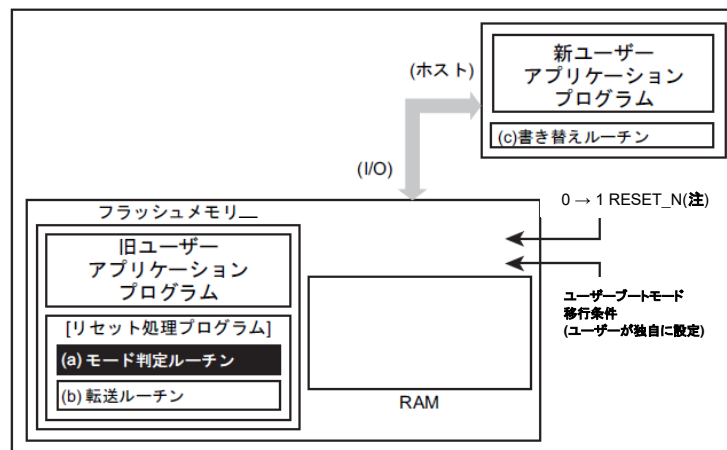 新ユーザー
アプリケーション
プログラム
(c)書き替えルーチン
(ホスト)
(I/O)
0 → 1 RESET_N(注)
ユーザーブートモード
移行条件
(ユーザーが独自に設定)
フラッシュメモリ__
旧ユーザー
アプリケーション
プログラム
[リセット処理プログラム]
(a) モード判定ルーチン
(b) 転送ルーチン
RAM